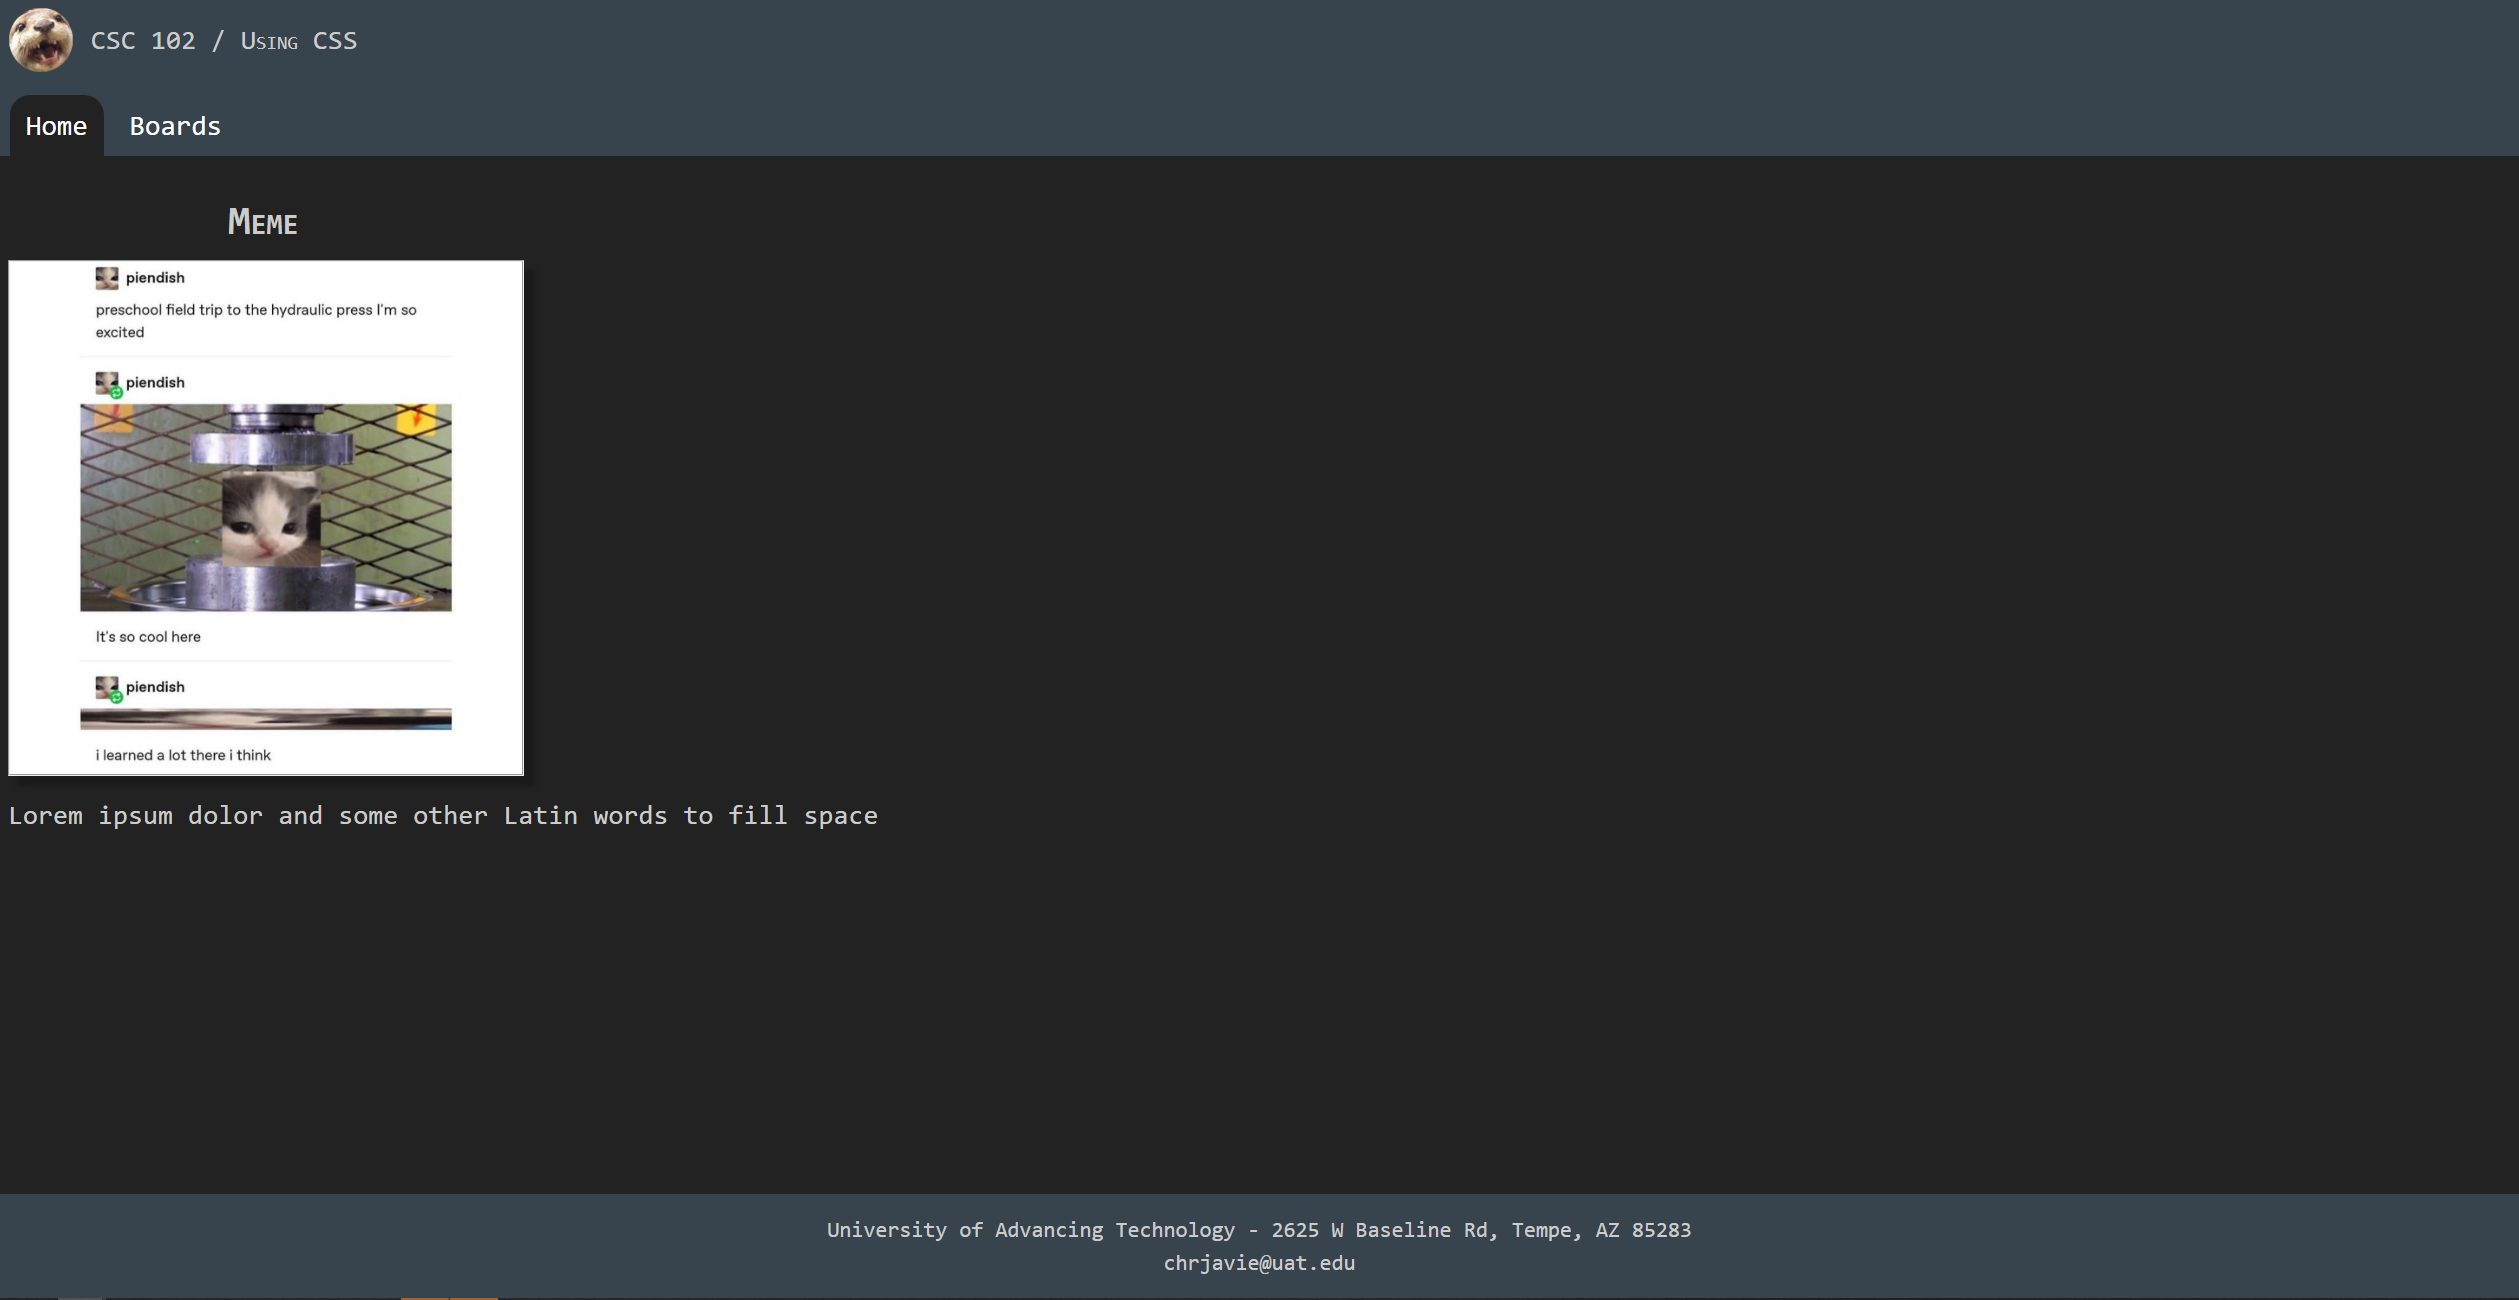 CSC 102 / Using CSS
Home Boards
Meme
piendish
preschool field trip to the hydraulic press I'm so
excited
piendish
It's so cool here
piendish
i learned a lot there i think
Lorem ipsum dolor and some other Latin words to fill space
University of Advancing Technology - 2625 W Baseline Rd, Tempe, AZ 85283
chrjavie@uat.edu